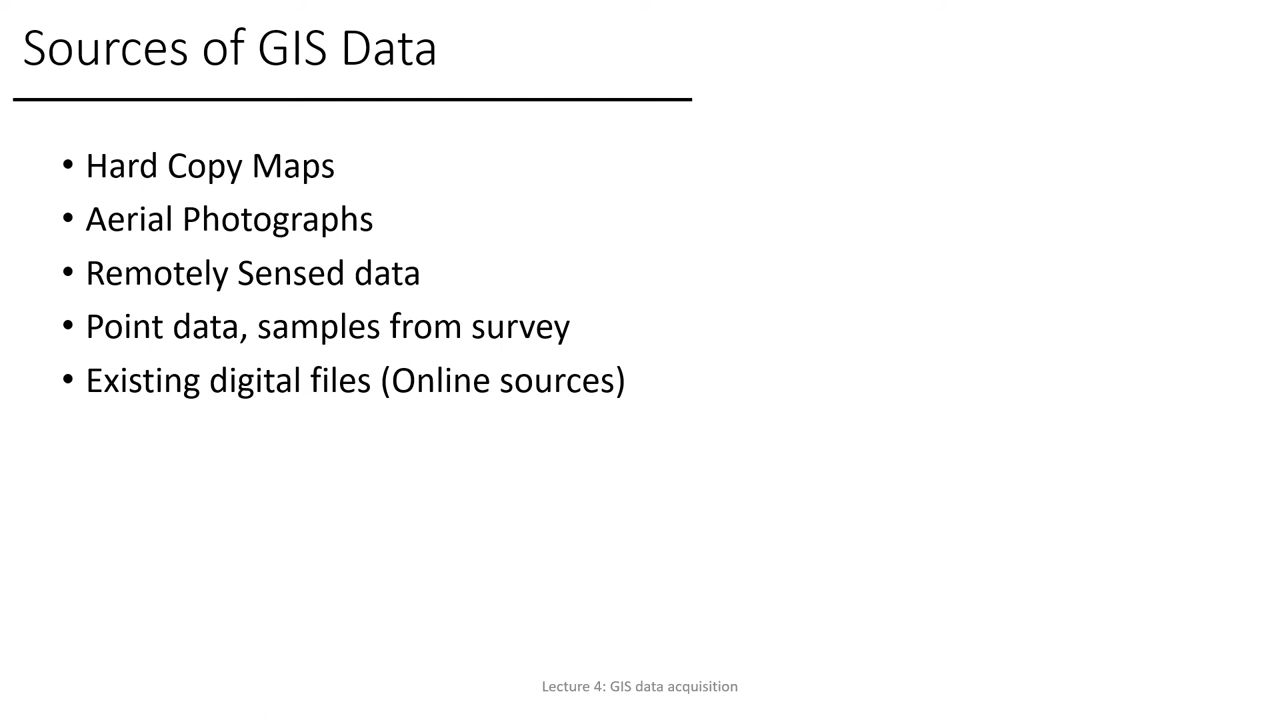 Sources of GIS Data
• Hard Copy Maps
• Aerial Photographs
• Remotely Sensed data
• Point data, samples from survey
• Existing digital files (Online sources)
Lecture 4: GIS data acquisition